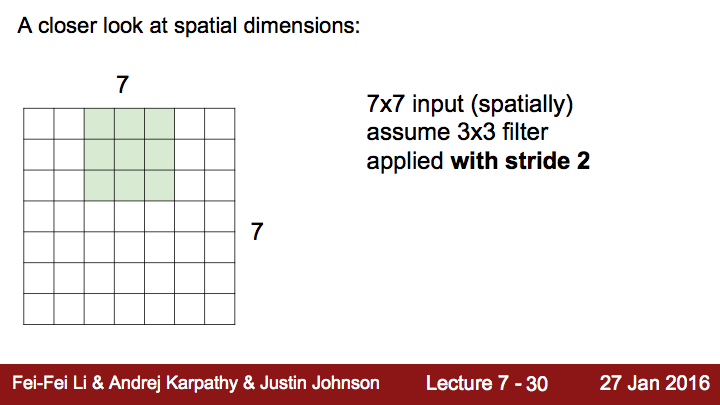 A closer look at spatial dimensions:
7
7x7 input (spatially)
assume 3x3 filter
applied with stride 2
7
Fei-Fei Li & Andrej Karpathy & Justin Johnson
Lecture 7 - 30
27 Jan 2016